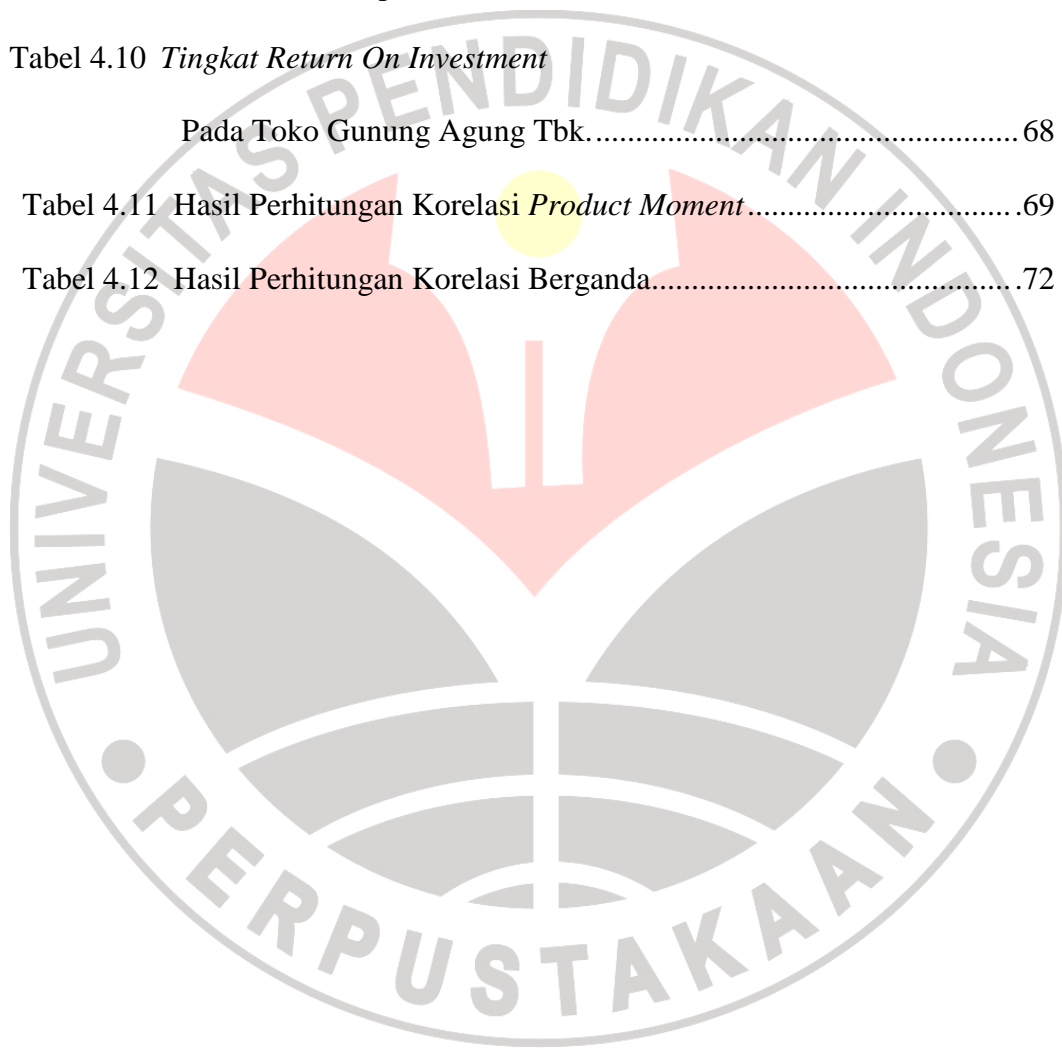 Tabel 4.10 Tingkat Return On Investment
Pada Toko Gunung Agung Tbk. ...................................................... 68
Tabel 4.11 Hasil Perhitungan Korelasi Product Moment .................................. .69
Tabel 4.12 Hasil Perhitungan Korelasi Berganda.............................................. .72
UNIVERSITAS PENDIDIKAN INDONESIA
PERPUSTAKAAN